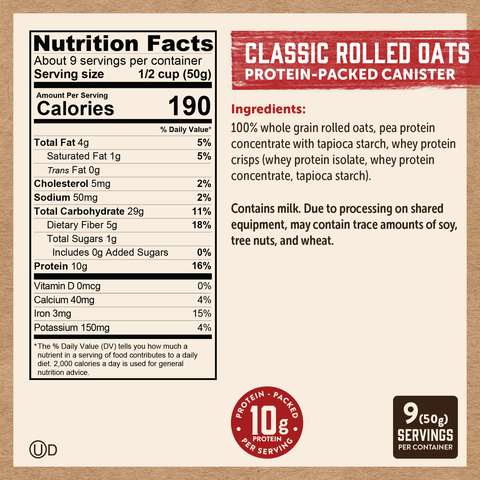 Nutrition Facts
About 9 servings per container
Serving size 1/2 cup (50g)
Amount Per Serving
Calories 190
% Daily Value*
Total Fat 4g 5%
Saturated Fat 1g 5%
Trans Fat 0g
Cholesterol 5mg 2%
Sodium 50mg 2%
Total Carbohydrate 29g 11%
Dietary Fiber 5g 18%
Total Sugars 1g
Includes 0g Added Sugars 0%
Protein 10g 16%
Vitamin D 0mcg 0%
Calcium 40mg 4%
Iron 3mg 15%
Potassium 150mg 4%
*The % Daily Value (DV) tells you how much a
nutrient in a serving of food contributes to a daily
diet. 2,000 calories a day is used for general
nutrition advice.
CLASSIC ROLLED OATS
PROTEIN-PACKED CANISTER
Ingredients:
100% whole grain rolled oats, pea protein
concentrate with tapioca starch, whey protein
crisps (whey protein isolate, whey protein
concentrate, tapioca starch).
Contains milk. Due to processing on shared
equipment, may contain trace amounts of soy,
tree nuts, and wheat.
PROTEIN-PACKED
10g
PROTEIN
PER SERVING
9 (50g)
SERVINGS
PER CONTAINER
U D